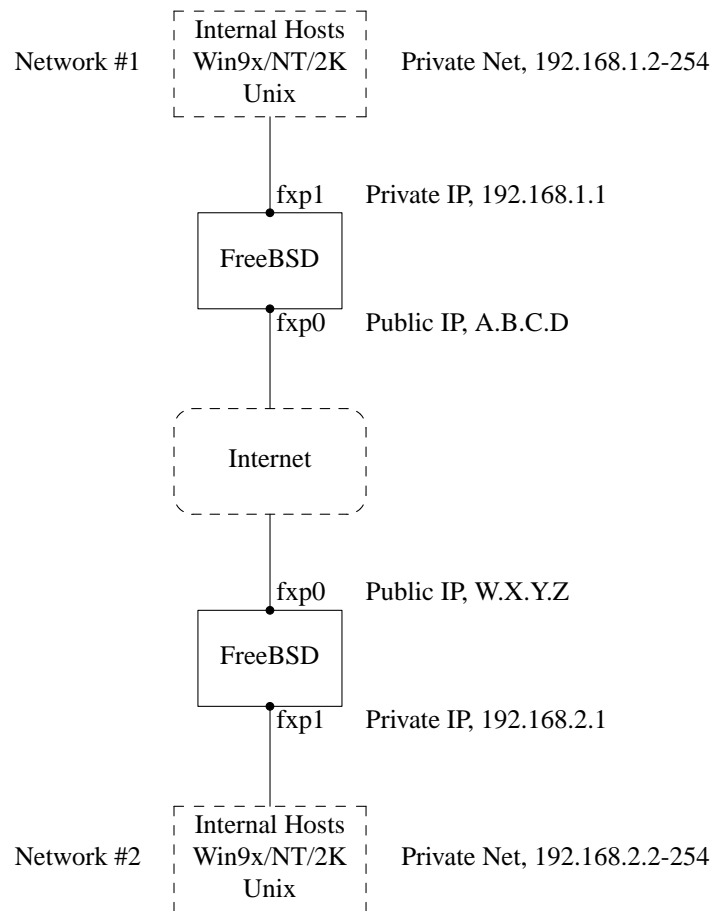 Internal Hosts
Network #1 Win9x/NT/2K Private Net, 192.168.1.2-254
Unix
fxp1 Private IP, 192.168.1.1
FreeBSD
fxp0 Public IP, A.B.C.D
Internet
fxp0 Public IP, W.X.Y.Z
FreeBSD
fxp1 Private IP, 192.168.2.1
Internal Hosts
Network #2 Win9x/NT/2K Private Net, 192.168.2.2-254
Unix